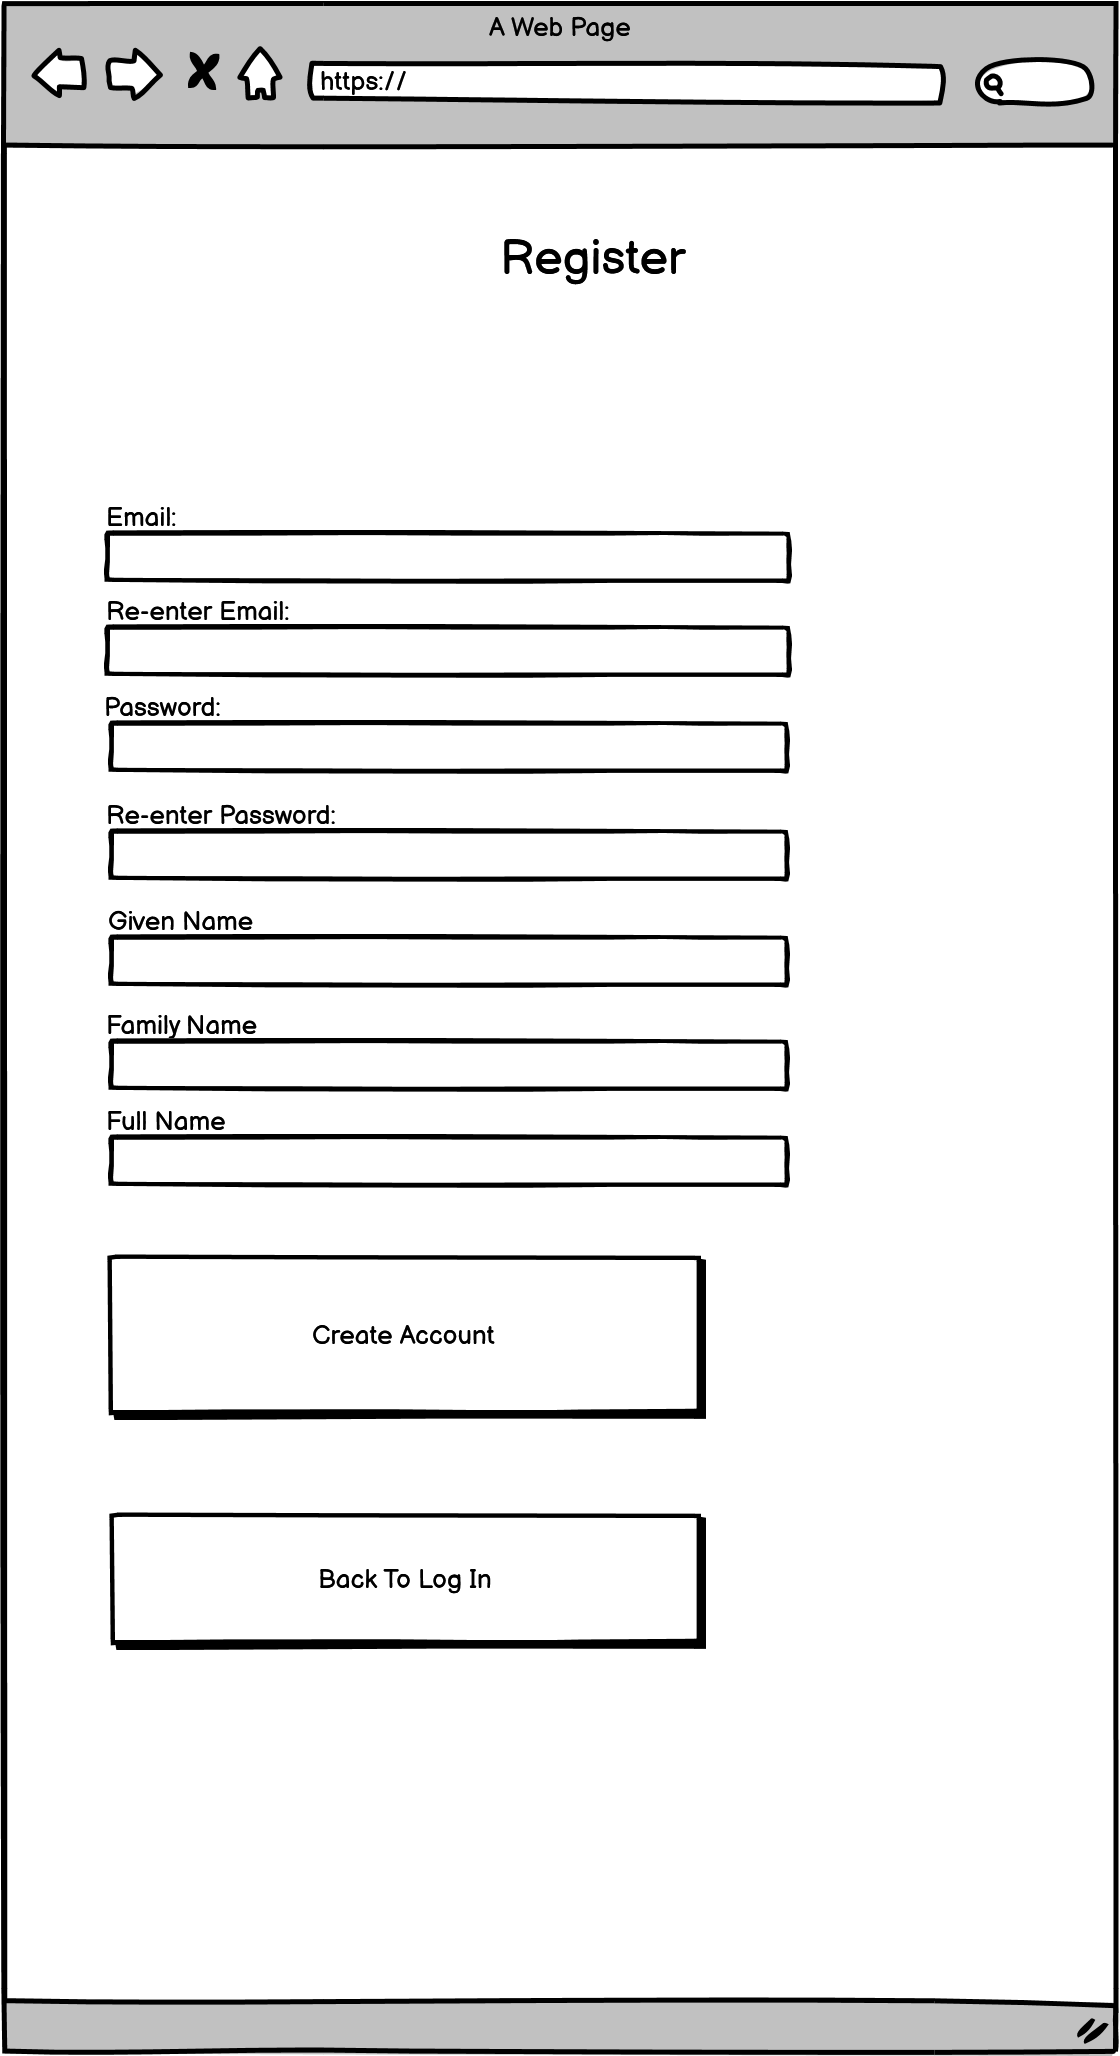 A Web Page
https://
Register
Email:
Re-enter Email:
Password:
Re-enter Password:
Given Name
Family Name
Full Name
Create Account
Back To Log In